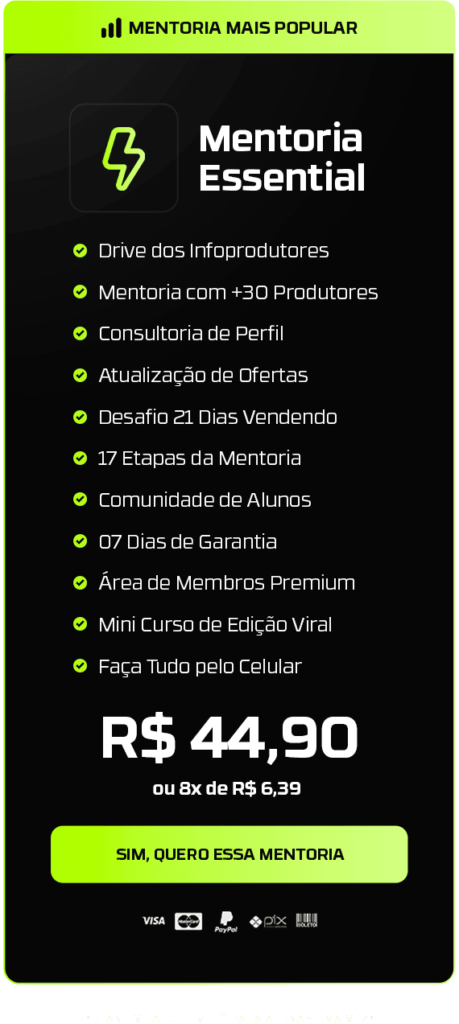 MENTORIA MAIS POPULAR
Mentoria
Essential
Drive dos Infoprodutores
Mentoria com +30 Produtores
Consultoria de Perfil
Atualização de Ofertas
Desafio 21 Dias Vendendo
17 Etapas da Mentoria
Comunidade de Alunos
07 Dias de Garantia
Área de Membros Premium
Mini Curso de Edição Viral
Faça Tudo pelo Celular
R$ 44,90
ou 8x de R$ 6,39
SIM, QUERO ESSA MENTORIA
VISA MasterCard PayPal pix BOLETO